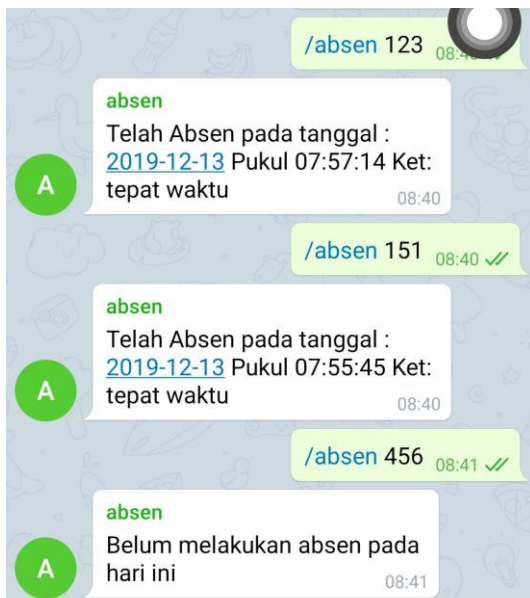 /absen 123
absen
Telah Absen pada tanggal :
2019-12-13 Pukul 07:57:14 Ket:
tepat waktu
08:40
A
/absen 151 08:40
absen
Telah Absen pada tanggal :
2019-12-13 Pukul 07:55:45 Ket:
tepat waktu
08:40
A
/absen 456 08:41
absen
Belum melakukan absen pada
hari ini
08:41
A